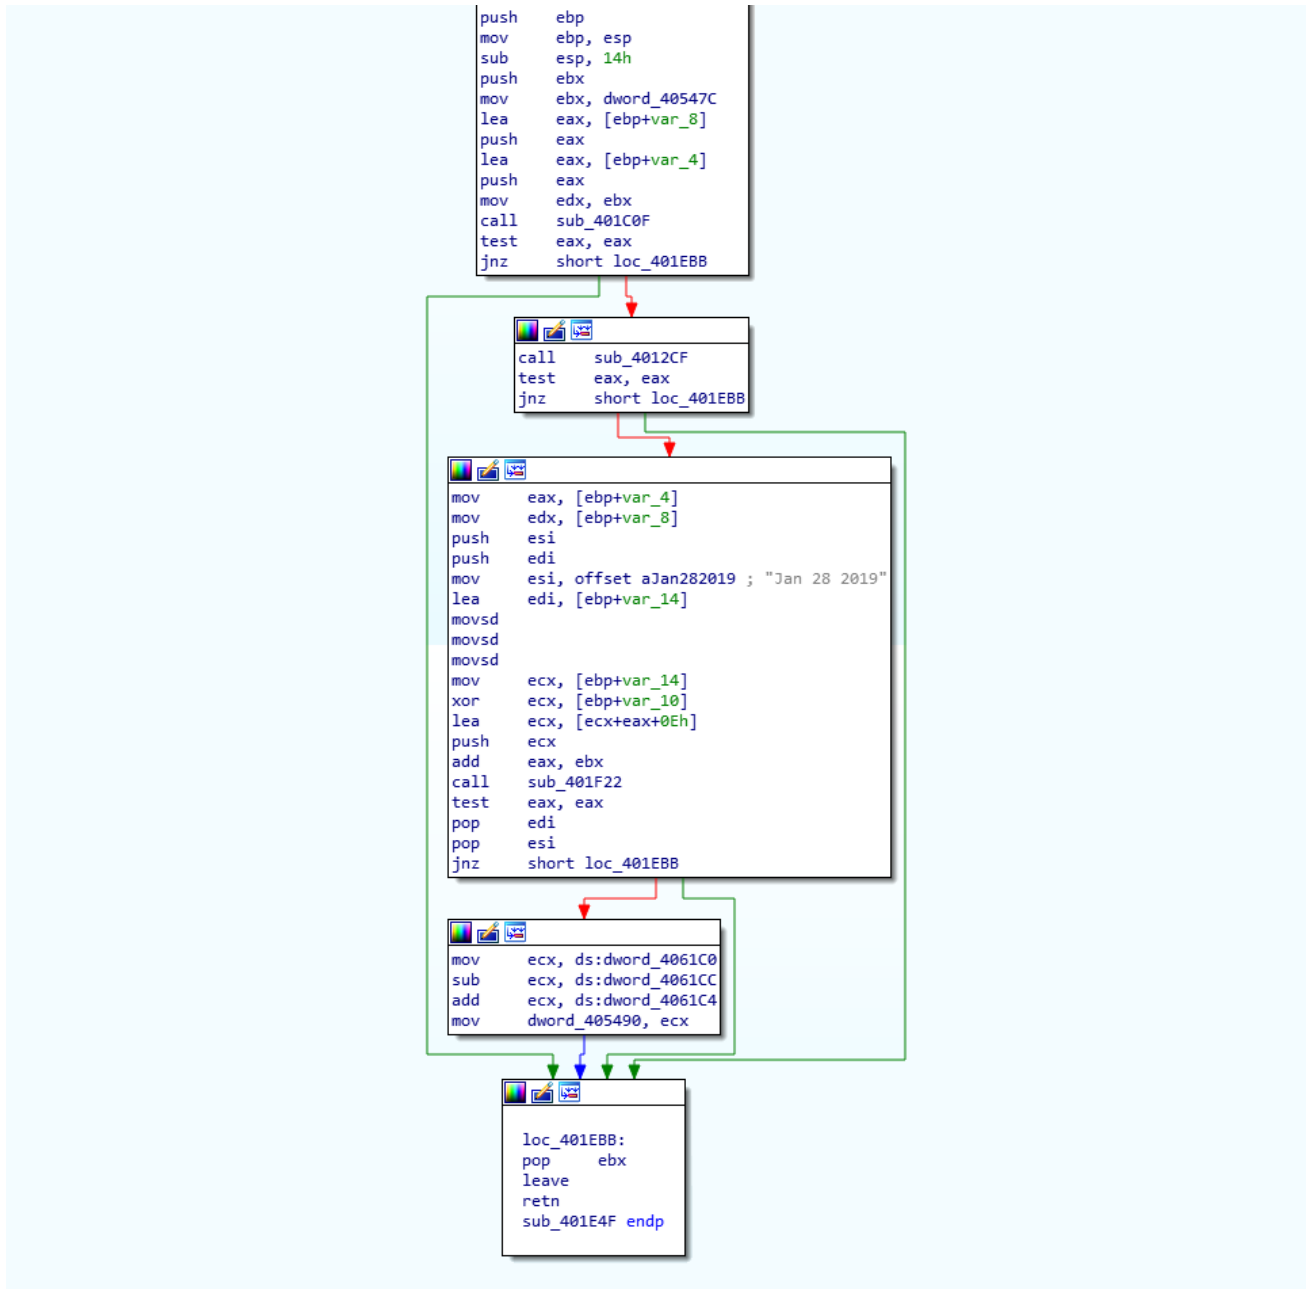 push ebp
mov ebp, esp
sub esp, 14h
push ebx
mov ebx, dword_40547C
lea eax, [ebp+var_8]
push eax
lea eax, [ebp+var_4]
push eax
mov edx, ebx
call sub_401C0F
test eax, eax
jnz short loc_401EBB
call sub_4012CF
test eax, eax
jnz short loc_401EBB
mov eax, [ebp+var_4]
mov edx, [ebp+var_8]
push esi
push edi
mov esi, offset aJan282019 ; "Jan 28 2019"
lea edi, [ebp+var_14]
movsd
movsd
movsd
mov ecx, [ebp+var_14]
xor ecx, [ebp+var_10]
lea ecx, [ecx+eax+0Eh]
push ecx
add eax, ebx
call sub_401F22
test eax, eax
pop edi
pop esi
jnz short loc_401EBB
mov ecx, ds:dword_4061C0
sub ecx, ds:dword_4061CC
add ecx, ds:dword_4061C4
mov dword_405490, ecx
loc_401EBB:
pop ebx
leave
retn
sub_401E4F endp